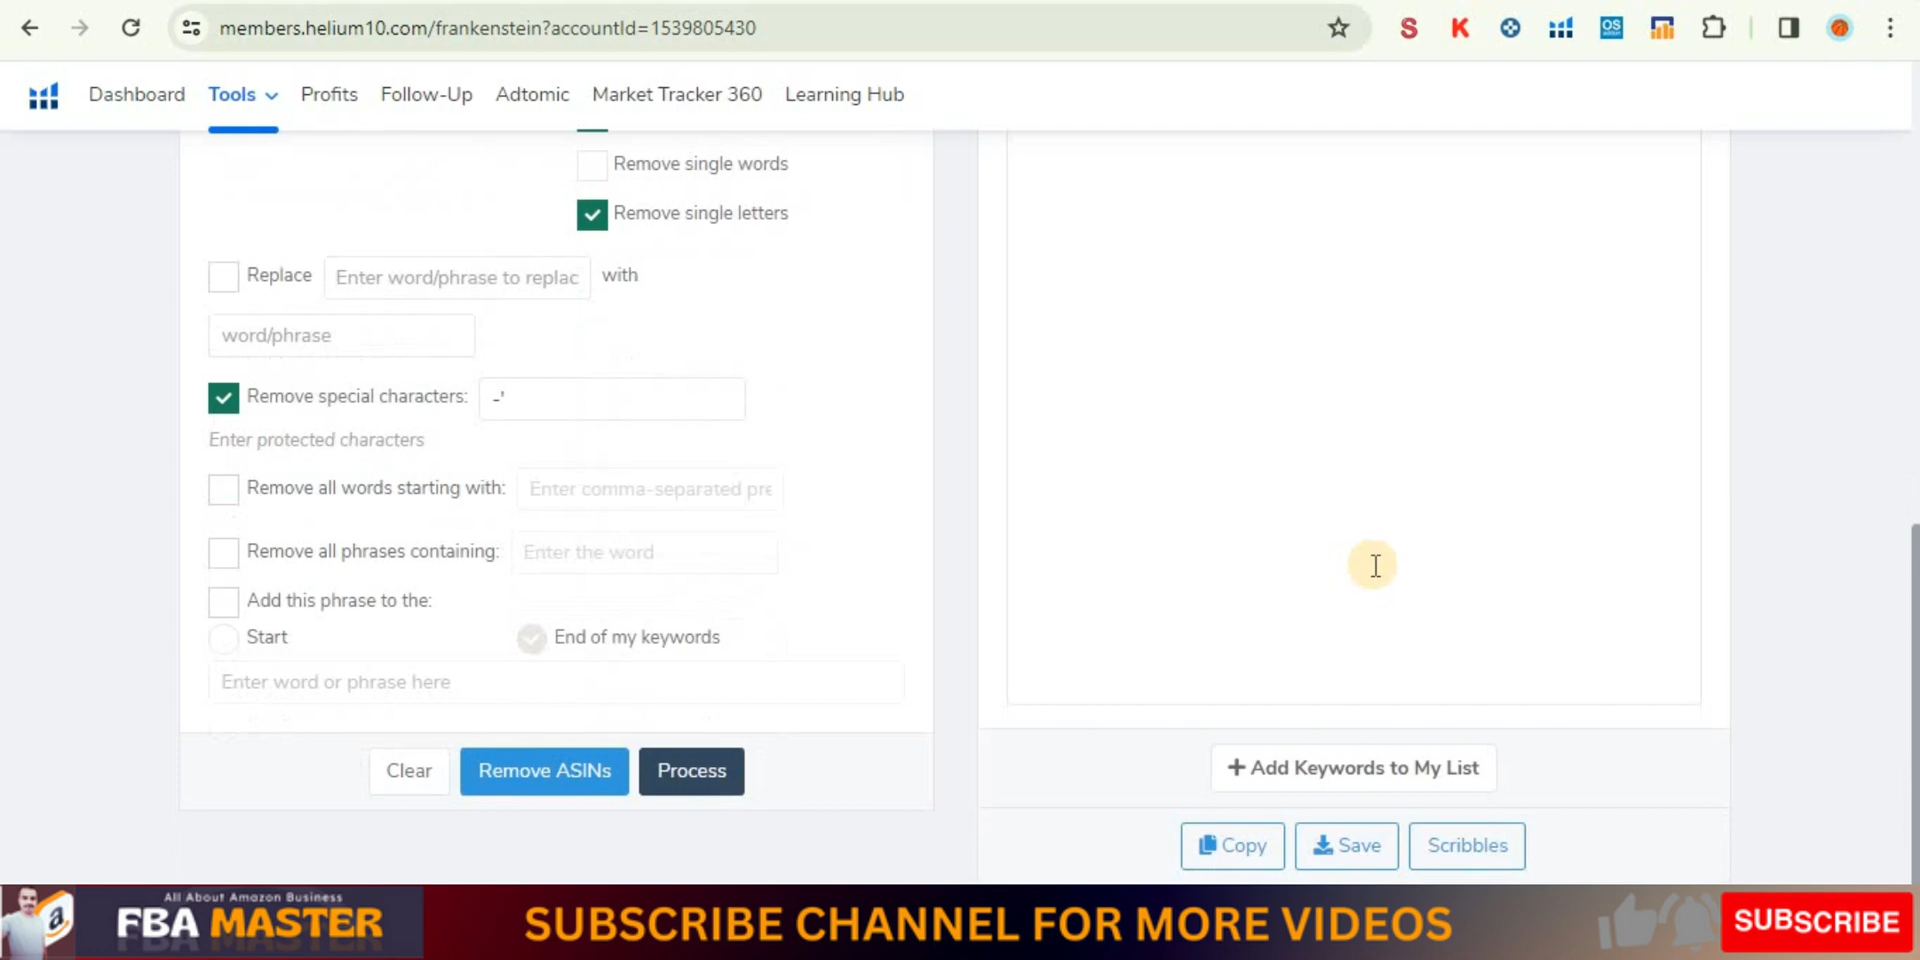 members.helium10.com/frankenstein?accountId=1539805430
S
K
OS
Dashboard
Tools
Profits
Follow-Up
Adtomic
Market Tracker 360
Learning Hub
Remove single words
Remove single letters
Replace
Enter word/phrase to replac
with
word/phrase
Remove special characters:
-'
Enter protected characters
Remove all words starting with:
Enter comma-separated pre
Remove all phrases containing:
Enter the word
Add this phrase to the:
Start
End of my keywords
Enter word or phrase here
Clear
Remove ASINs
Process
+ Add Keywords to My List
Copy
Save
Scribbles
a
All About Amazon Business
FBA MASTER
SUBSCRIBE CHANNEL FOR MORE VIDEOS
SUBSCRIBE